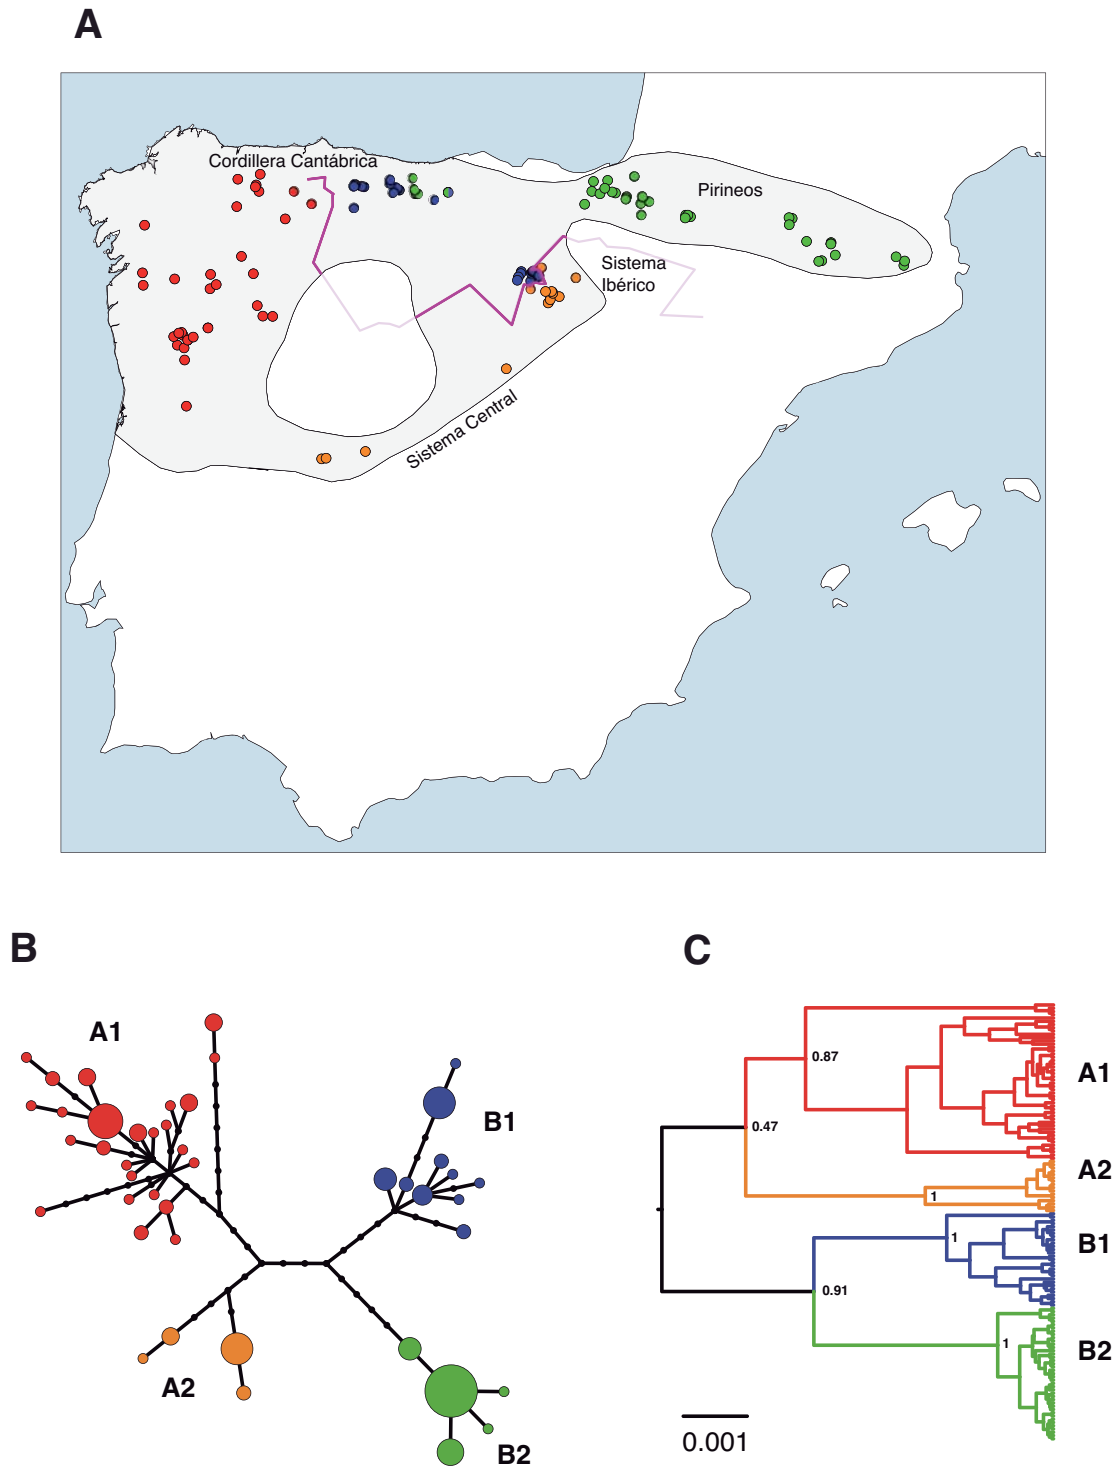 A
Cordillera Cantábrica
Pirineos
Sistema
Ibérico
Sistema Central
B
C
A1
B1
A2
B2
0.87
0.47
1
1
0.91
1
A1
A2
B1
B2
0.001